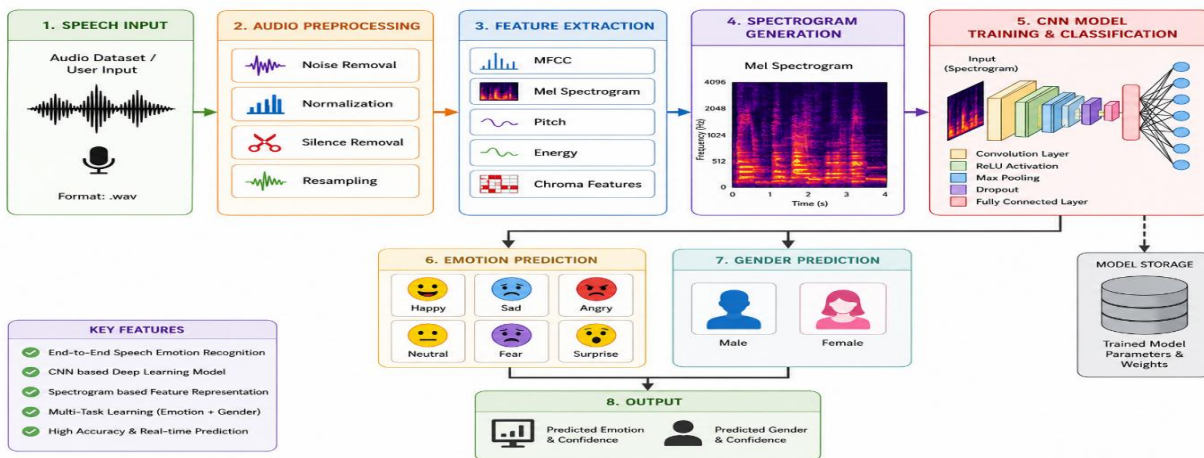 1. SPEECH INPUT
Audio Dataset /
User Input
Format: .wav
2. AUDIO PREPROCESSING
Noise Removal
Normalization
Silence Removal
Resampling
3. FEATURE EXTRACTION
MFCC
Mel Spectrogram
Pitch
Energy
Chroma Features
4. SPECTROGRAM
GENERATION
Mel Spectrogram
Frequency (Hz)
4096
2048
1024
512
0
0 1 2 3 4
Time (s)
5. CNN MODEL
TRAINING & CLASSIFICATION
Input
(Spectrogram)
Convolution Layer
ReLU Activation
Max Pooling
Dropout
Fully Connected Layer
6. EMOTION PREDICTION
Happy
Sad
Angry
Neutral
Fear
Surprise
7. GENDER PREDICTION
Male
Female
MODEL STORAGE
Trained Model
Parameters &
Weights
KEY FEATURES
End-to-End Speech Emotion Recognition
CNN based Deep Learning Model
Spectrogram based Feature Representation
Multi-Task Learning (Emotion + Gender)
High Accuracy & Real-time Prediction
8. OUTPUT
Predicted Emotion
& Confidence
Predicted Gender
& Confidence